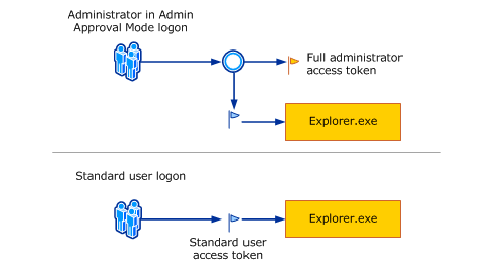 Administrator in Admin
Approval Mode logon
Full administrator
access token
Explorer.exe
Standard user logon
Explorer.exe
Standard user
access token